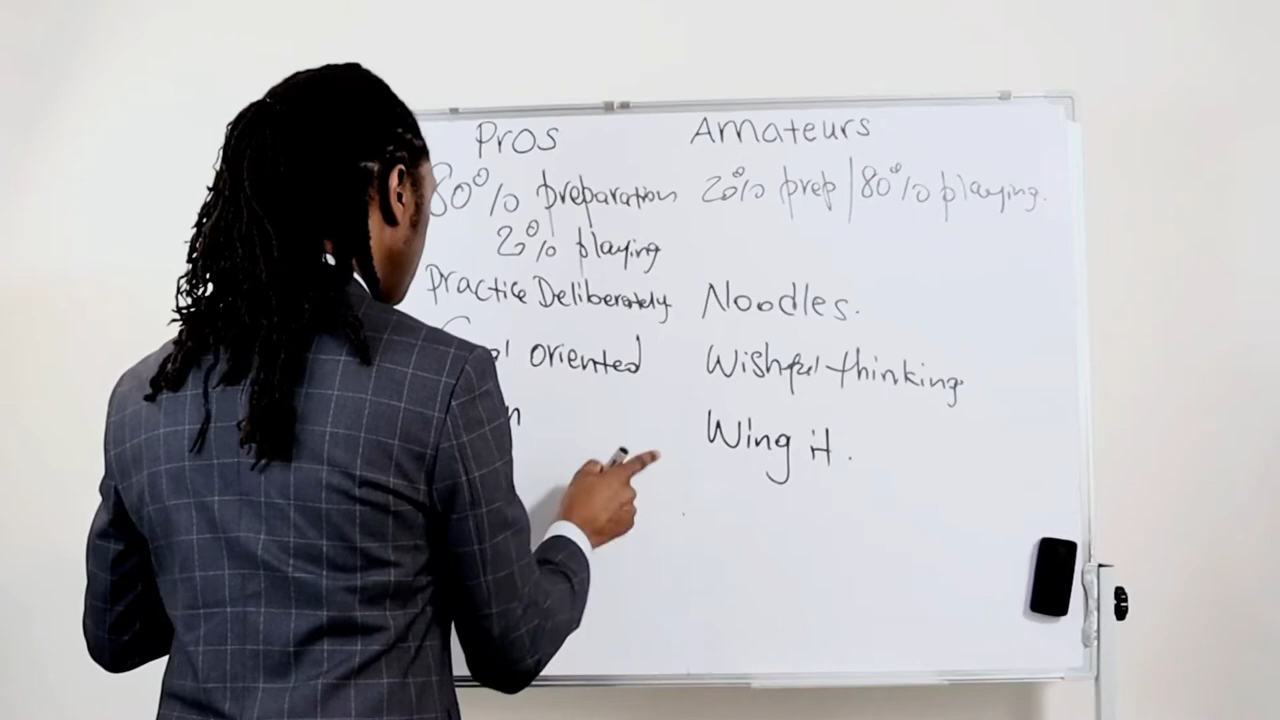 Pros Amateurs
80% preparation 20% prep | 80% playing.
20% playing
Practice Deliberately Noodles.
oriented Wishful thinking
Wing it.